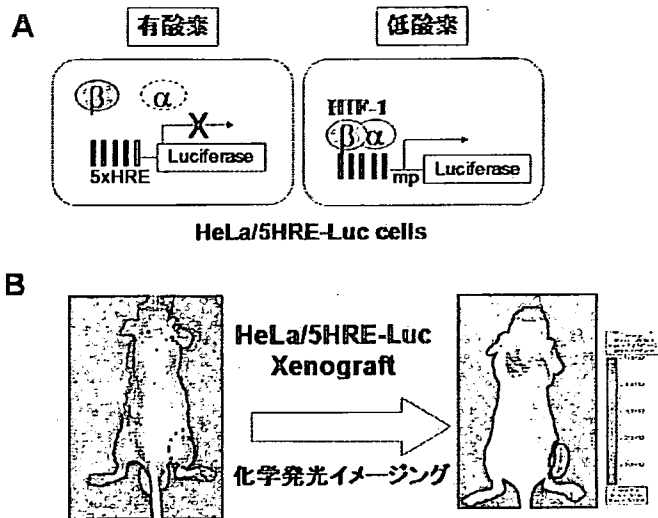 A
有酸素
低酸素
β
α
HIF-1
β
α
X
Luciferase
5xHRE
mp
Luciferase
HeLa/5HRE-Luc cells
B
HeLa/5HRE-Luc
Xenograft
化学発光イメージング